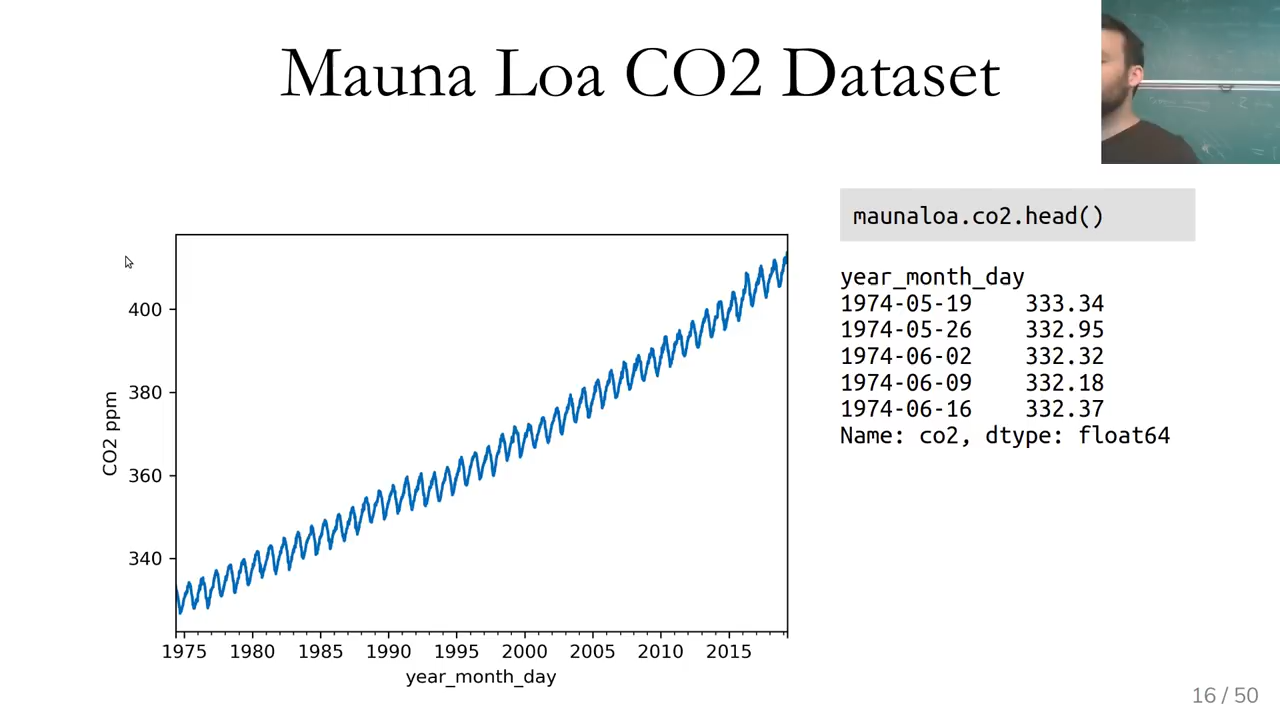 Mauna Loa CO2 Dataset
maunaloa.co2.head()
year_month_day
1974-05-19    333.34
1974-05-26    332.95
1974-06-02    332.32
1974-06-09    332.18
1974-06-16    332.37
Name: co2, dtype: float64
CO2 ppm
400
380
360
340
1975 1980 1985 1990 1995 2000 2005 2010 2015
year_month_day
16 / 50